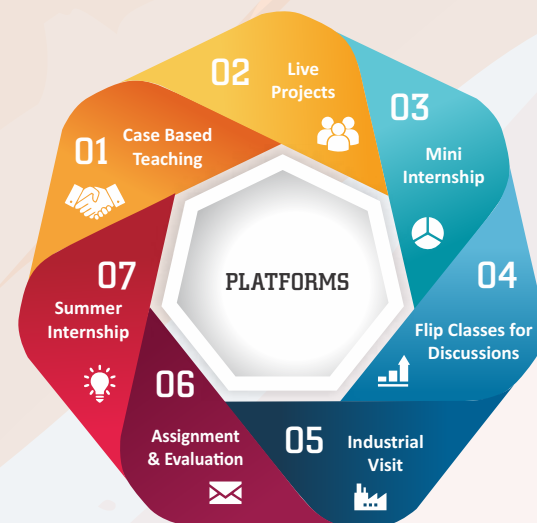 01
Case Based
Teaching
02
Live
Projects
03
Mini
Internship
04
Flip Classes for
Discussions
05
Industrial
Visit
06
Assignment
& Evaluation
07
Summer
Internship
PLATFORMS